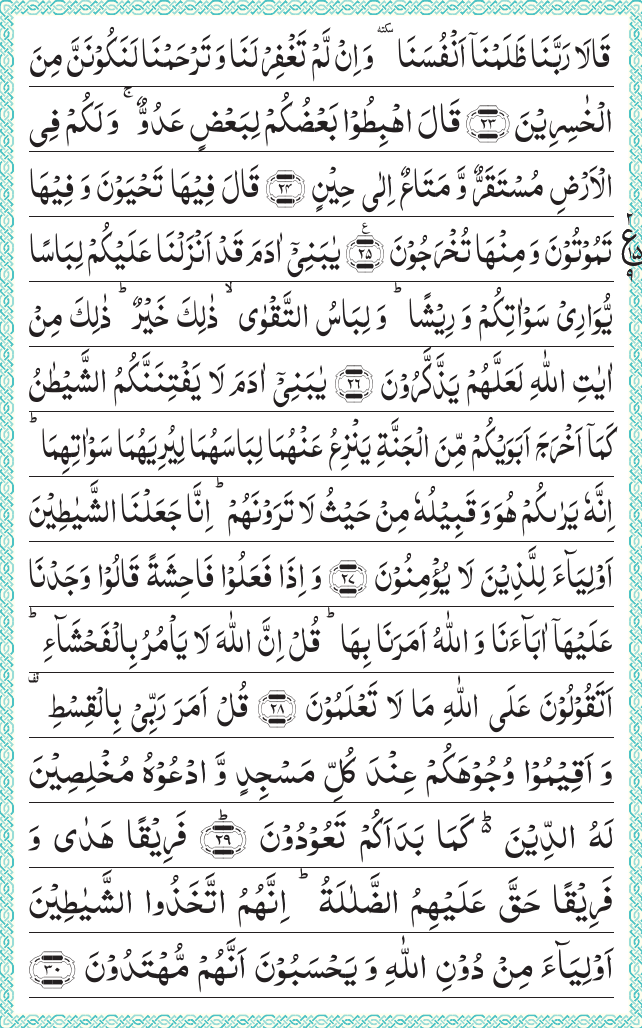 قَالَا رَبَّنَا ظَلَمْنَاۤ اَنْفُسَنَا ٚ وَاِنْ لَّمْ تَغْفِرْ لَنَا وَ تَرْحَمْنَا لَنَكُوْنَنَّ مِنَ
الْخٰسِرِیْنَ ﴿۲۳﴾ قَالَ اهْبِطُوْا بَعْضُكُمْ لِبَعْضٍ عَدُوٌّ ۚ وَ لَكُمْ فِی
الْاَرْضِ مُسْتَقَرٌّ وَّ مَتَاعٌ اِلٰی حِیْنٍ ﴿۲۴﴾ قَالَ فِیْهَا تَحْیَوْنَ وَ فِیْهَا
تَمُوْتُوْنَ وَ مِنْهَا تُخْرَجُوْنَ ﴿۲۵﴾ یٰبَنِیْۤ اٰدَمَ قَدْ اَنْزَلْنَا عَلَیْكُمْ لِبَاسًا
یُّوَارِیْ سَوْاٰتِكُمْ وَ رِیْشًا ؕ وَ لِبَاسُ التَّقْوٰی ۙ ذٰلِكَ خَیْرٌ ؕ ذٰلِكَ مِنْ
اٰیٰتِ اللّٰهِ لَعَلَّهُمْ یَذَّكَّرُوْنَ ﴿۲۶﴾ یٰبَنِیْۤ اٰدَمَ لَا یَفْتِنَنَّكُمُ الشَّیْطٰنُ
كَمَاۤ اَخْرَجَ اَبَوَیْكُمْ مِّنَ الْجَنَّةِ یَنْزِعُ عَنْهُمَا لِبَاسَهُمَا لِیُرِیَهُمَا سَوْاٰتِهِمَا ؕ
اِنَّهٗ یَرٰىكُمْ هُوَ وَ قَبِیْلُهٗ مِنْ حَیْثُ لَا تَرَوْنَهُمْ ؕ اِنَّا جَعَلْنَا الشَّیٰطِیْنَ
اَوْلِیَآءَ لِلَّذِیْنَ لَا یُؤْمِنُوْنَ ﴿۲۷﴾ وَ اِذَا فَعَلُوْا فَاحِشَةً قَالُوْا وَجَدْنَا
عَلَیْهَاۤ اٰبَآءَنَا وَ اللّٰهُ اَمَرَنَا بِهَا ؕ قُلْ اِنَّ اللّٰهَ لَا یَاْمُرُ بِالْفَحْشَآءِ ؕ
اَتَقُوْلُوْنَ عَلَی اللّٰهِ مَا لَا تَعْلَمُوْنَ ﴿۲۸﴾ قُلْ اَمَرَ رَبِّیْ بِالْقِسْطِ
وَ اَقِیْمُوْا وُجُوْهَكُمْ عِنْدَ كُلِّ مَسْجِدٍ وَّ ادْعُوْهُ مُخْلِصِیْنَ
لَهُ الدِّیْنَ ؕ۬ كَمَا بَدَاَكُمْ تَعُوْدُوْنَ ﴿ؕ۲۹﴾ فَرِیْقًا هَدٰی وَ
فَرِیْقًا حَقَّ عَلَیْهِمُ الضَّلٰلَةُ ؕ اِنَّهُمُ اتَّخَذُوا الشَّیٰطِیْنَ
اَوْلِیَآءَ مِنْ دُوْنِ اللّٰهِ وَ یَحْسَبُوْنَ اَنَّهُمْ مُّهْتَدُوْنَ ﴿۳۰﴾